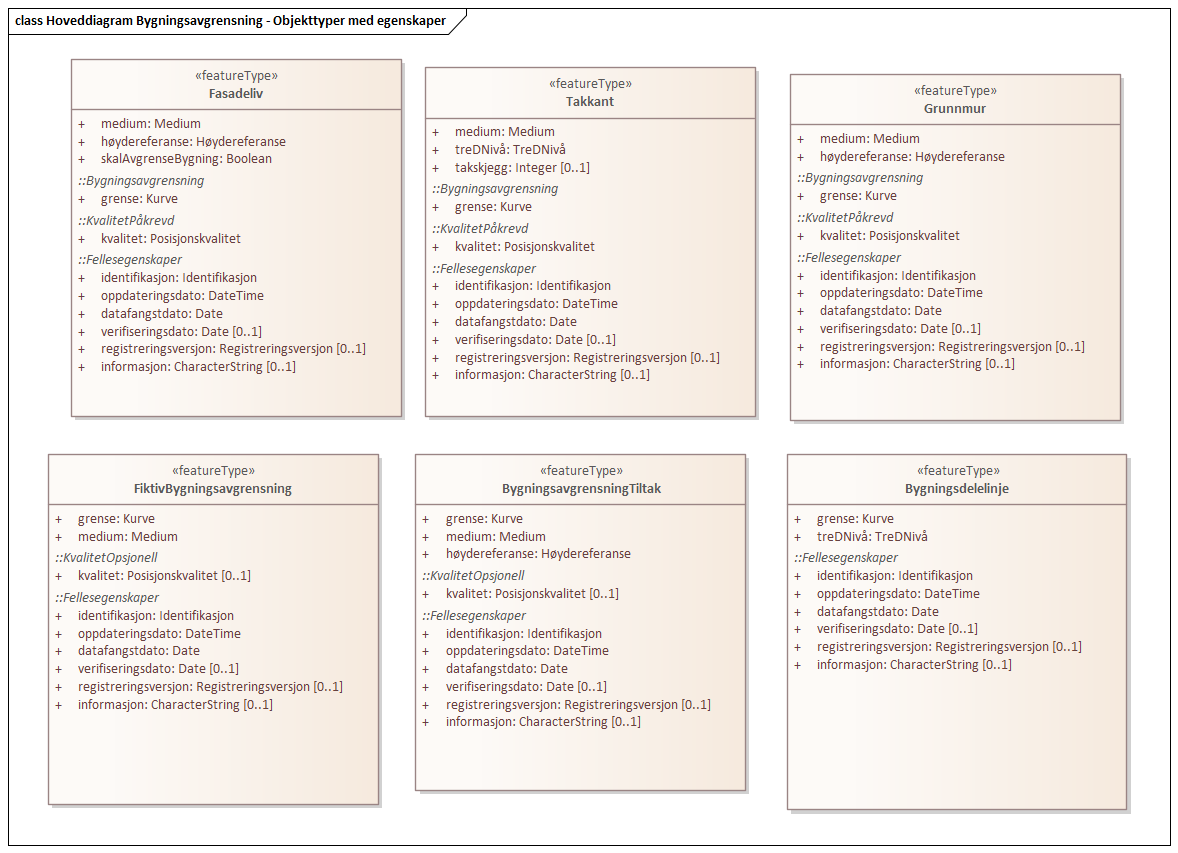 class Hoveddiagram Bygningsavgrensning - Objekttyper med egenskaper
«featureType»
Fasadeliv
+ medium: Medium
+ høydereferanse: Høydereferanse
+ skalAvgrenseBygning: Boolean
::Bygningsavgrensning
+ grense: Kurve
::KvalitetPåkrevd
+ kvalitet: Posisjonskvalitet
::Fellesegenskaper
+ identifikasjon: Identifikasjon
+ oppdateringsdato: DateTime
+ datafangstdato: Date
+ verifiseringsdato: Date [0..1]
+ registreringsversjon: Registreringsversjon [0..1]
+ informasjon: CharacterString [0..1]
«featureType»
Takkant
+ medium: Medium
+ treDNivå: TreDNivå
+ takskjegg: Integer [0..1]
::Bygningsavgrensning
+ grense: Kurve
::KvalitetPåkrevd
+ kvalitet: Posisjonskvalitet
::Fellesegenskaper
+ identifikasjon: Identifikasjon
+ oppdateringsdato: DateTime
+ datafangstdato: Date
+ verifiseringsdato: Date [0..1]
+ registreringsversjon: Registreringsversjon [0..1]
+ informasjon: CharacterString [0..1]
«featureType»
Grunnmur
+ medium: Medium
+ høydereferanse: Høydereferanse
::Bygningsavgrensning
+ grense: Kurve
::KvalitetPåkrevd
+ kvalitet: Posisjonskvalitet
::Fellesegenskaper
+ identifikasjon: Identifikasjon
+ oppdateringsdato: DateTime
+ datafangstdato: Date
+ verifiseringsdato: Date [0..1]
+ registreringsversjon: Registreringsversjon [0..1]
+ informasjon: CharacterString [0..1]
«featureType»
FiktivBygningsavgrensning
+ grense: Kurve
+ medium: Medium
::KvalitetOpsjonell
+ kvalitet: Posisjonskvalitet [0..1]
::Fellesegenskaper
+ identifikasjon: Identifikasjon
+ oppdateringsdato: DateTime
+ datafangstdato: Date
+ verifiseringsdato: Date [0..1]
+ registreringsversjon: Registreringsversjon [0..1]
+ informasjon: CharacterString [0..1]
«featureType»
BygningsavgrensningTiltak
+ grense: Kurve
+ medium: Medium
+ høydereferanse: Høydereferanse
::KvalitetOpsjonell
+ kvalitet: Posisjonskvalitet [0..1]
::Fellesegenskaper
+ identifikasjon: Identifikasjon
+ oppdateringsdato: DateTime
+ datafangstdato: Date
+ verifiseringsdato: Date [0..1]
+ registreringsversjon: Registreringsversjon [0..1]
+ informasjon: CharacterString [0..1]
«featureType»
Bygningsdelelinje
+ grense: Kurve
+ treDNivå: TreDNivå
::Fellesegenskaper
+ identifikasjon: Identifikasjon
+ oppdateringsdato: DateTime
+ datafangstdato: Date
+ verifiseringsdato: Date [0..1]
+ registreringsversjon: Registreringsversjon [0..1]
+ informasjon: CharacterString [0..1]